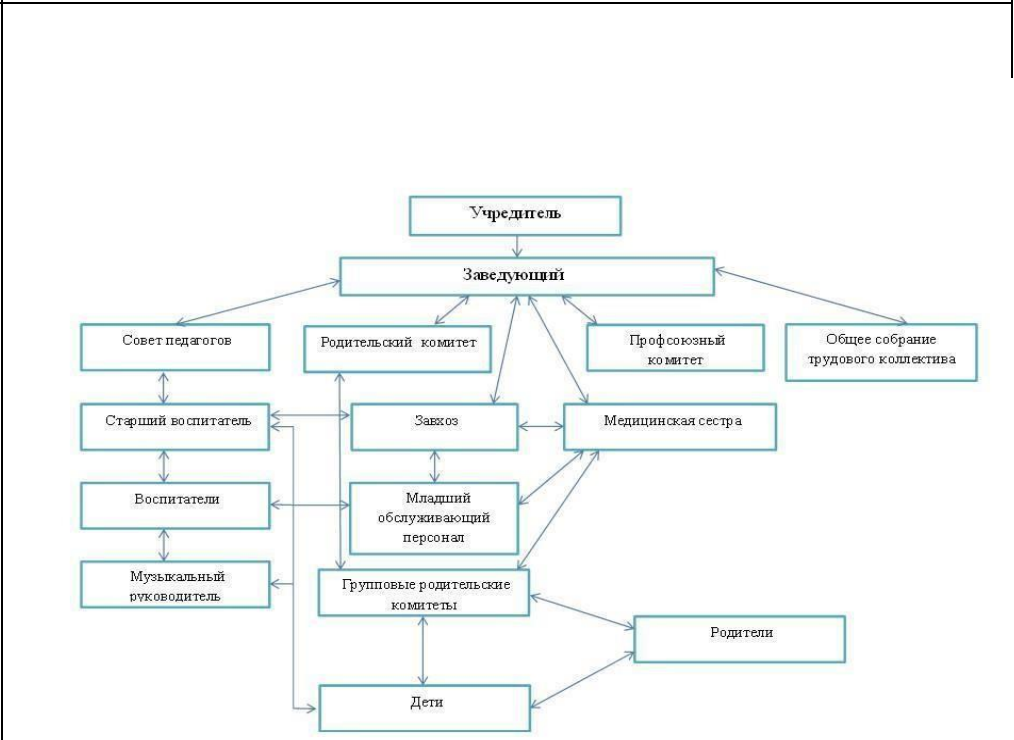 Учредитель
Заведующий
Совет педагогов
Родительский комитет
Профсоюзный
комитет
Общее собрание
трудового коллектива
Старший воспитатель
Завхоз
Медицинская сестра
Воспитатели
Младший
обслуживающий
персонал
Музыкальный
руководитель
Групповые родительские
комитеты
Родители
Дети